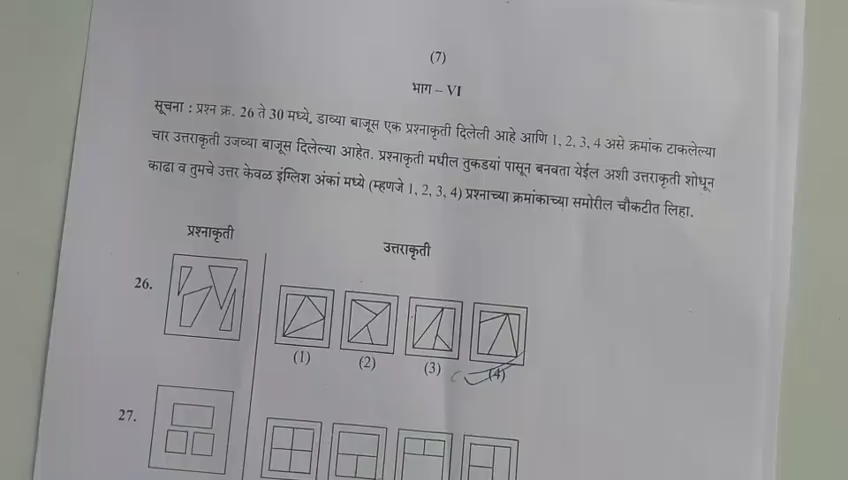 (7)
भाग – VI
सूचना : प्रश्न क्र. 26 ते 30 मध्ये, डाव्या बाजूस एक प्रश्नाकृती दिलेली आहे आणि 1, 2, 3, 4 असे क्रमांक टाकलेल्या
चार उत्तराकृती उजव्या बाजूस दिलेल्या आहेत. प्रश्नाकृती मधील तुकडयां पासून बनवता येईल अशी उत्तराकृती शोधून
काढा व तुमचे उत्तर केवळ इंग्लिश अंकां मध्ये (म्हणजे 1, 2, 3, 4) प्रश्नाच्या क्रमांकाच्या समोरील चौकटीत लिहा.
प्रश्नाकृती
उत्तराकृती
26.
(1) (2) (3) (4)
27.